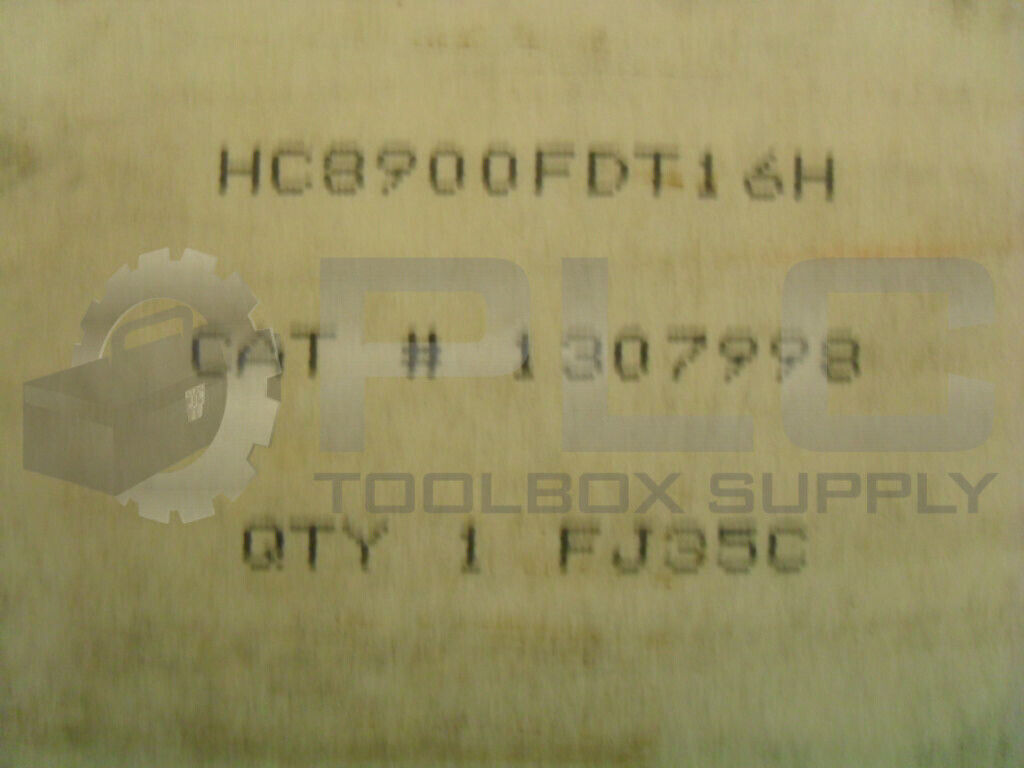 HC8900FDT16H
PLC
CAT # 1307998
TOOLBOX SUPPLY
QTY 1 FJ35C